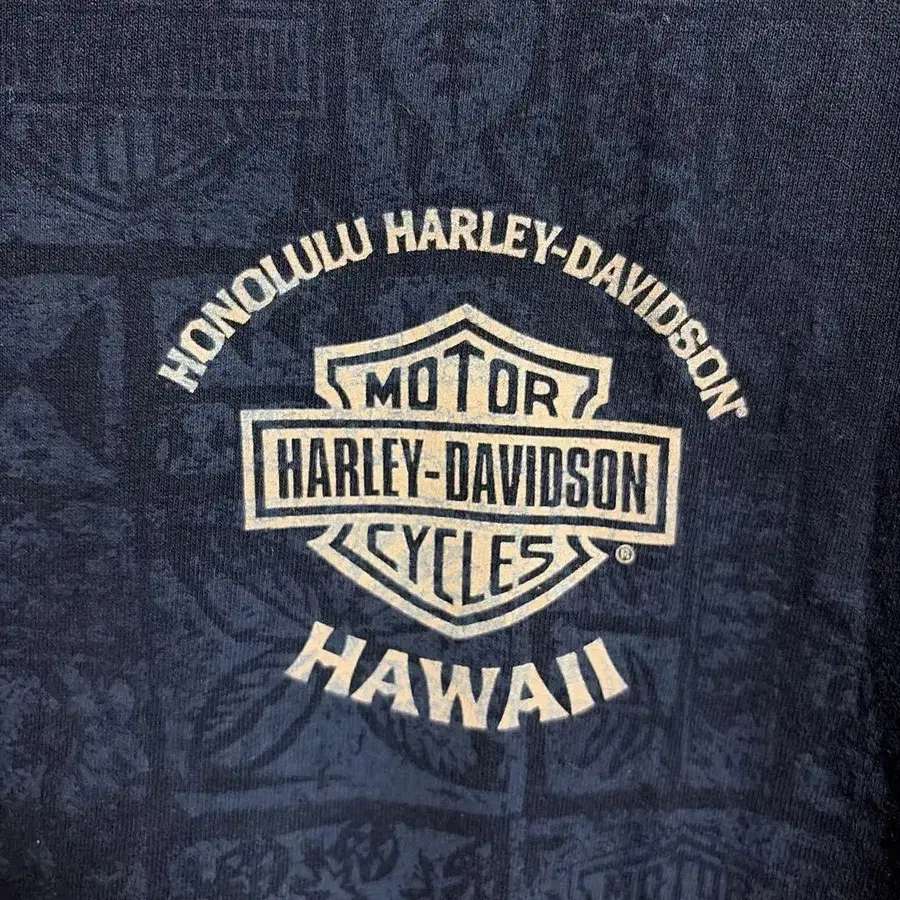 HONOLULU HARLEY-DAVIDSON®
MOTOR
HARLEY-DAVIDSON
CYCLES
®
HAWAII